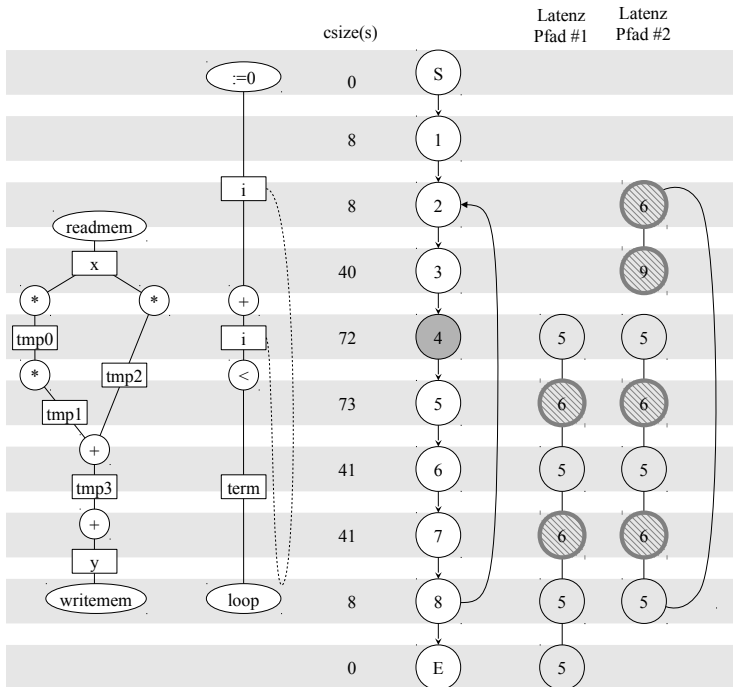 csize(s)
Latenz
Pfad #1
Latenz
Pfad #2
:=0
0
S
8
1
i
8
2
6
readmem
x
40
3
9
*
*
+
tmp0
i
72
4
5
5
*
tmp2
<
tmp1
73
5
6
6
+
tmp3
term
41
6
5
5
+
41
7
6
6
y
writemem
loop
8
8
5
5
0
E
5